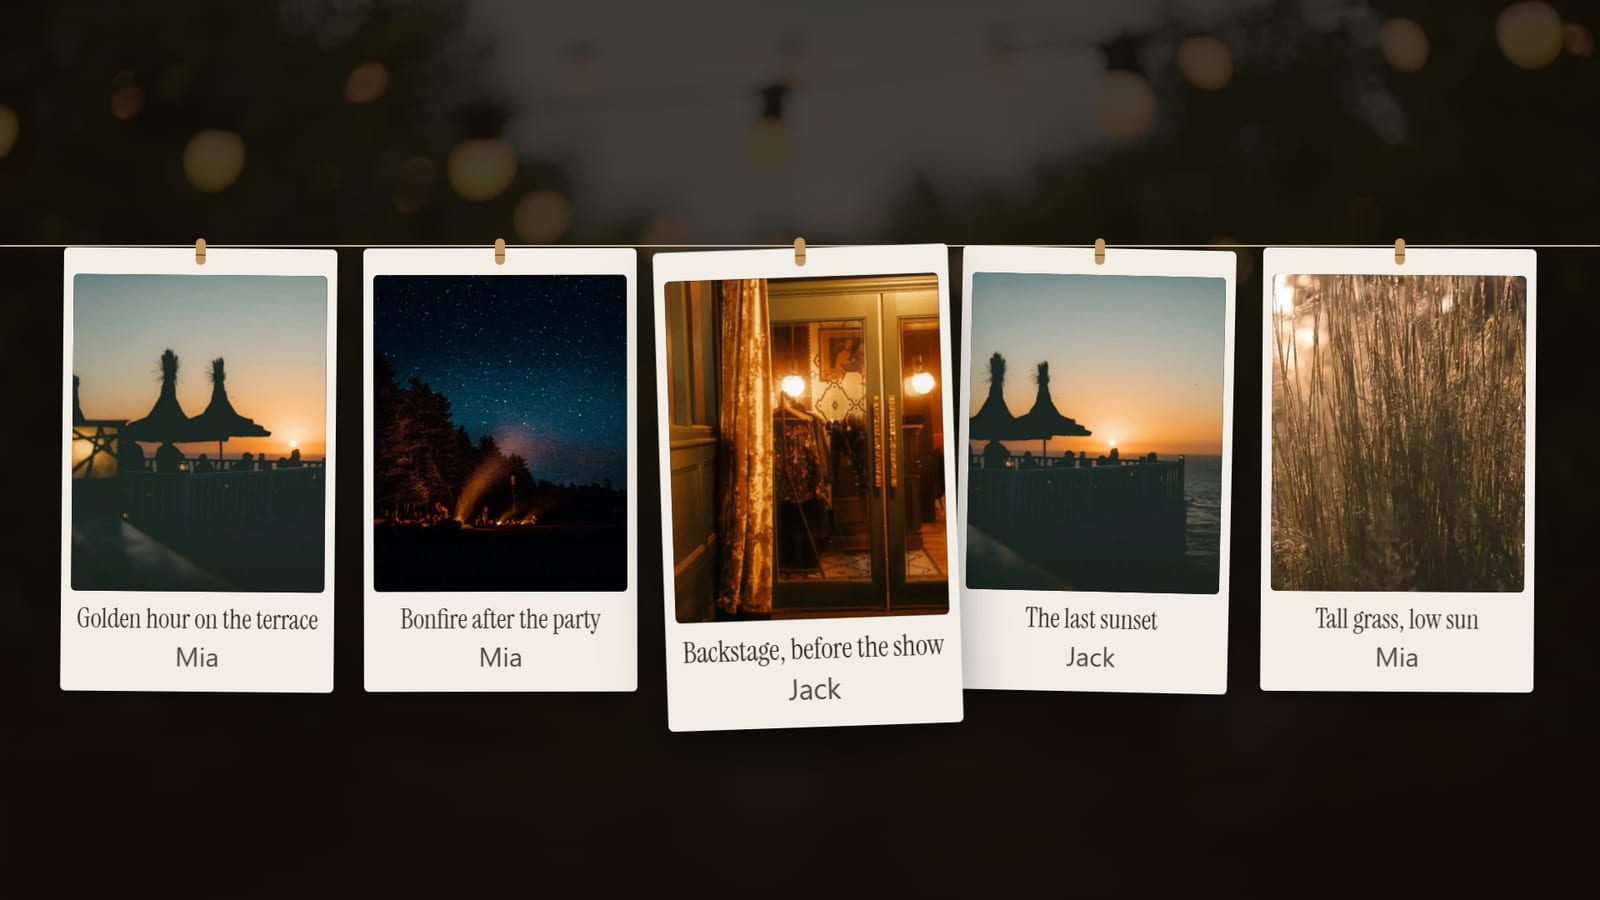 Golden hour on the terrace
Mia
Bonfire after the party
Mia
Backstage, before the show
Jack
The last sunset
Jack
Tall grass, low sun
Mia